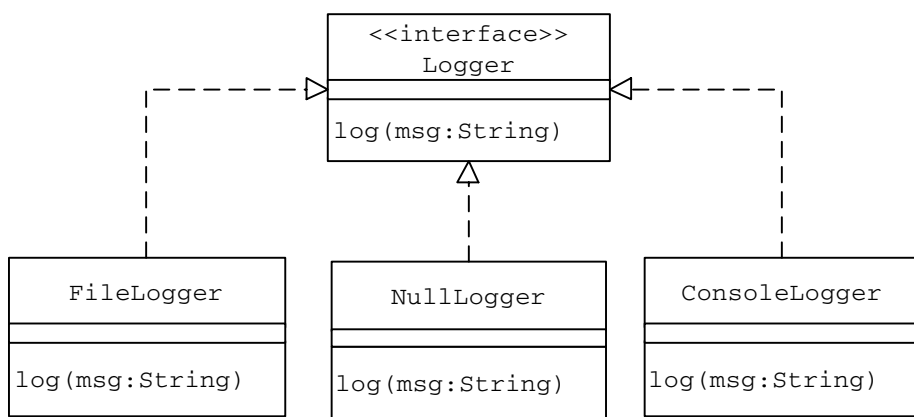 <<interface>>
Logger
log(msg:String)
FileLogger
log(msg:String)
NullLogger
log(msg:String)
ConsoleLogger
log(msg:String)